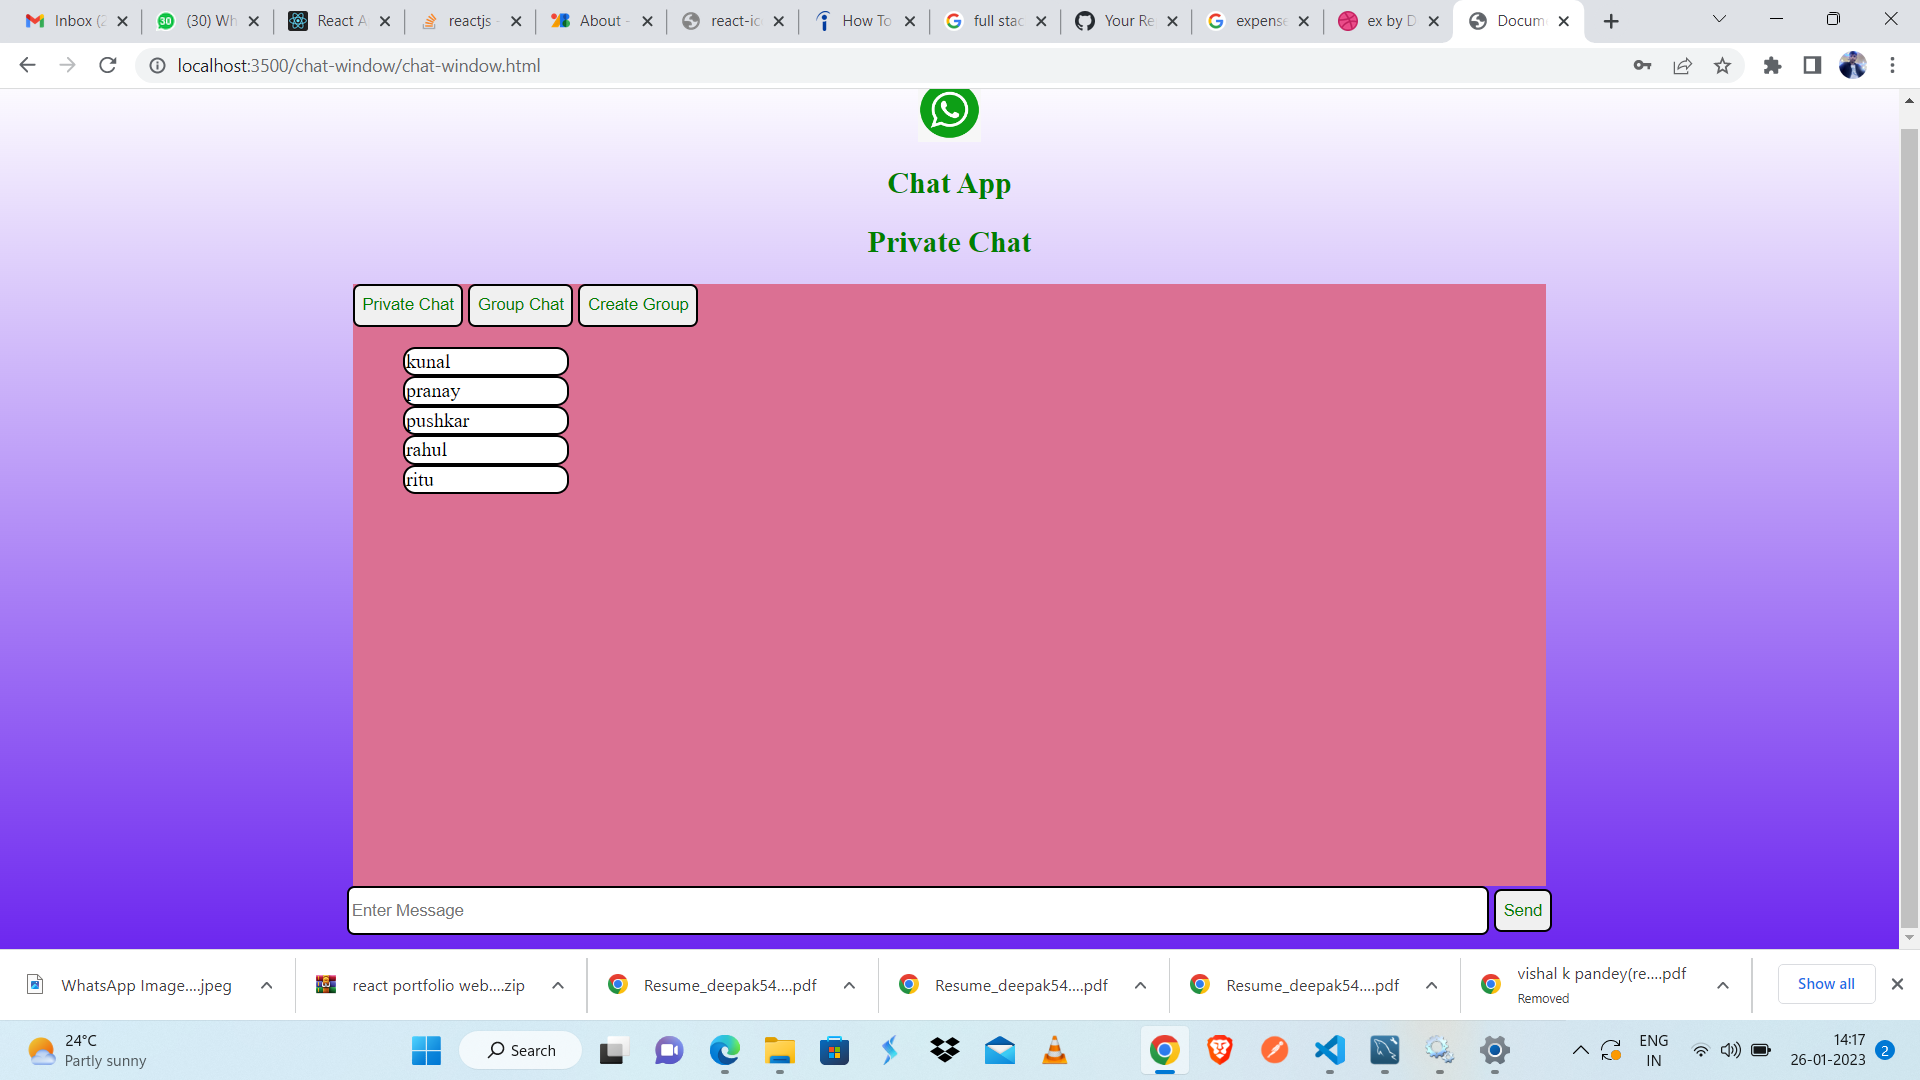 Inbox (2
30
(30) Wh
React A
reactjs -
About -
react-ico
How To
full stac
Your Re
expense
ex by D
Docum
localhost:3500/chat-window/chat-window.html
Chat App
Private Chat
Private Chat
Group Chat
Create Group
kunal
pranay
pushkar
rahul
ritu
Enter Message
Send
WhatsApp Image....jpeg
react portfolio web....zip
Resume_deepak54....pdf
Resume_deepak54....pdf
Resume_deepak54....pdf
vishal k pandey(re....pdf
Removed
Show all
24°C
Partly sunny
Search
ENG
IN
14:17
26-01-2023
2